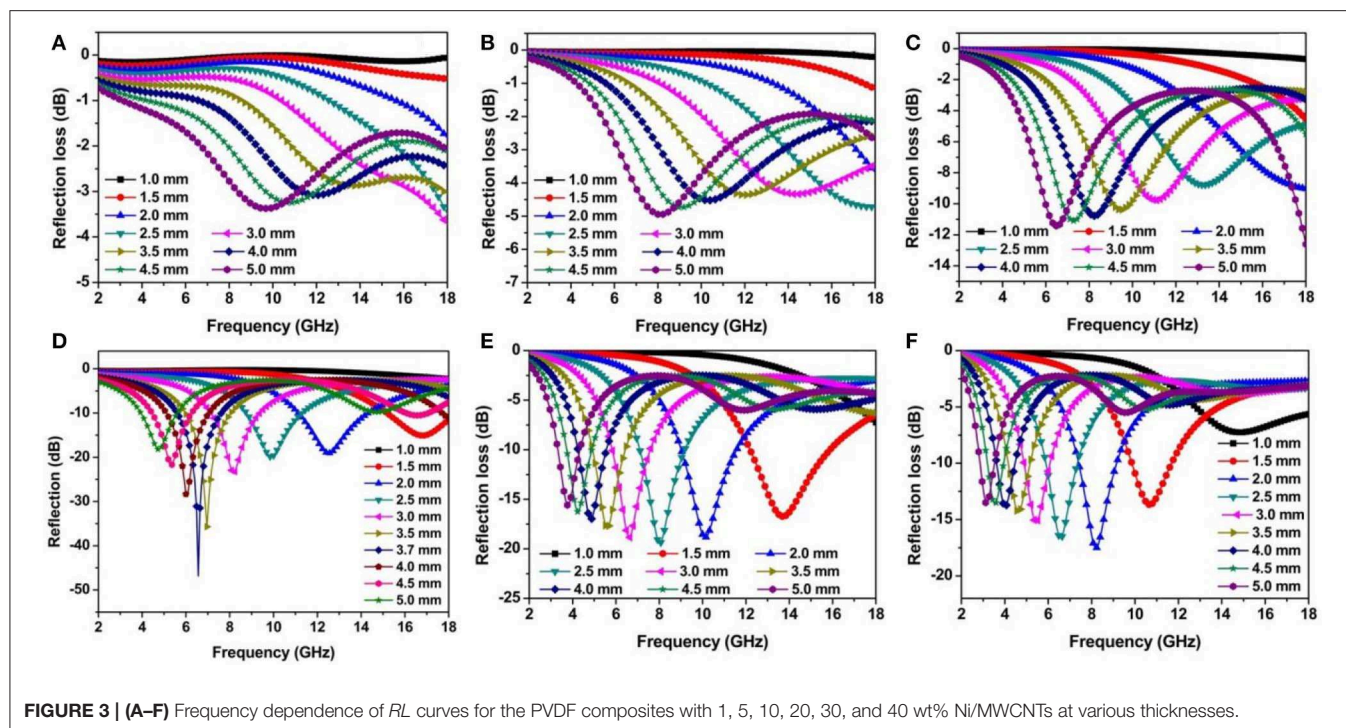 A
Reflection loss (dB)
0
-1
-2
-3
-4
-5
1.0 mm
1.5 mm
2.0 mm
2.5 mm 3.0 mm
3.5 mm 4.0 mm
4.5 mm 5.0 mm
2 4 6 8 10 12 14 16 18
Frequency (GHz)
B
Reflection loss (dB)
0
-1
-2
-3
-4
-5
-6
-7
1.0 mm
1.5 mm
2.0 mm
2.5 mm 3.0 mm
3.5 mm 4.0 mm
4.5 mm 5.0 mm
2 4 6 8 10 12 14 16 18
Frequency (GHz)
C
Reflection loss (dB)
0
-2
-4
-6
-8
-10
-12
-14
1.0 mm 1.5 mm 2.0 mm
2.5 mm 3.0 mm 3.5 mm
4.0 mm 4.5 mm 5.0 mm
2 4 6 8 10 12 14 16 18
Frequency (GHz)
D
Reflection (dB)
0
-10
-20
-30
-40
-50
1.0 mm
1.5 mm
2.0 mm
2.5 mm
3.0 mm
3.5 mm
3.7 mm
4.0 mm
4.5 mm
5.0 mm
2 4 6 8 10 12 14 16 18
Frequency (GHz)
E
Reflection loss (dB)
0
-5
-10
-15
-20
-25
1.0 mm 1.5 mm 2.0 mm
2.5 mm 3.0 mm 3.5 mm
4.0 mm 4.5 mm 5.0 mm
2 4 6 8 10 12 14 16 18
Frequency (GHz)
F
Reflection loss (dB)
0
-5
-10
-15
-20
1.0 mm
1.5 mm
2.0 mm
2.5 mm
3.0 mm
3.5 mm
4.0 mm
4.5 mm
5.0 mm
2 4 6 8 10 12 14 16 18
Frequency (GHz)
FIGURE 3 | (A–F) Frequency dependence of RL curves for the PVDF composites with 1, 5, 10, 20, 30, and 40 wt% Ni/MWCNTs at various thicknesses.